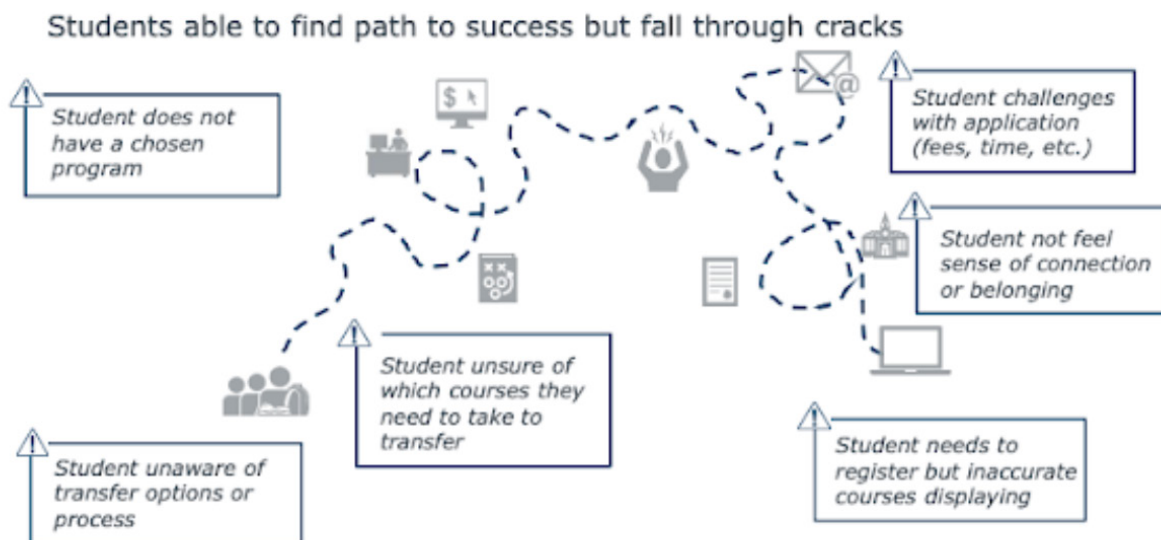 Students able to find path to success but fall through cracks
Student does not
have a chosen
program
$
@
Student challenges
with application
(fees, time, etc.)
Student not feel
sense of connection
or belonging
Student unsure of
which courses they
need to take to
transfer
Student unaware of
transfer options or
process
Student needs to
register but inaccurate
courses displaying